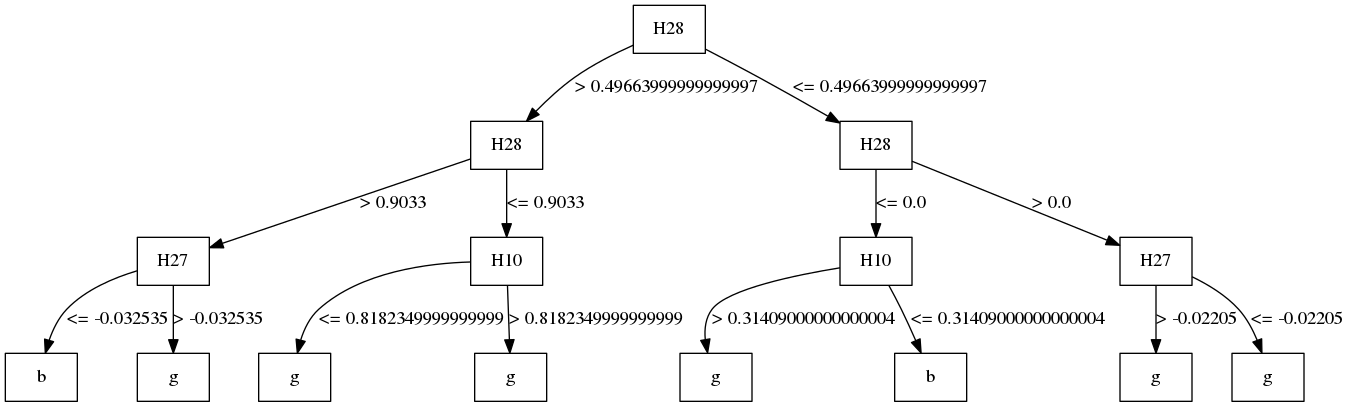 H28
> 0.49663999999999997
<= 0.49663999999999997
H28
H28
> 0.9033
<= 0.9033
<= 0.0
> 0.0
H27
H10
H10
H27
<= -0.032535
> -0.032535
<= 0.8182349999999999
> 0.8182349999999999
> 0.31409000000000004
<= 0.31409000000000004
> -0.02205
<= -0.02205
b
g
g
g
g
b
g
g